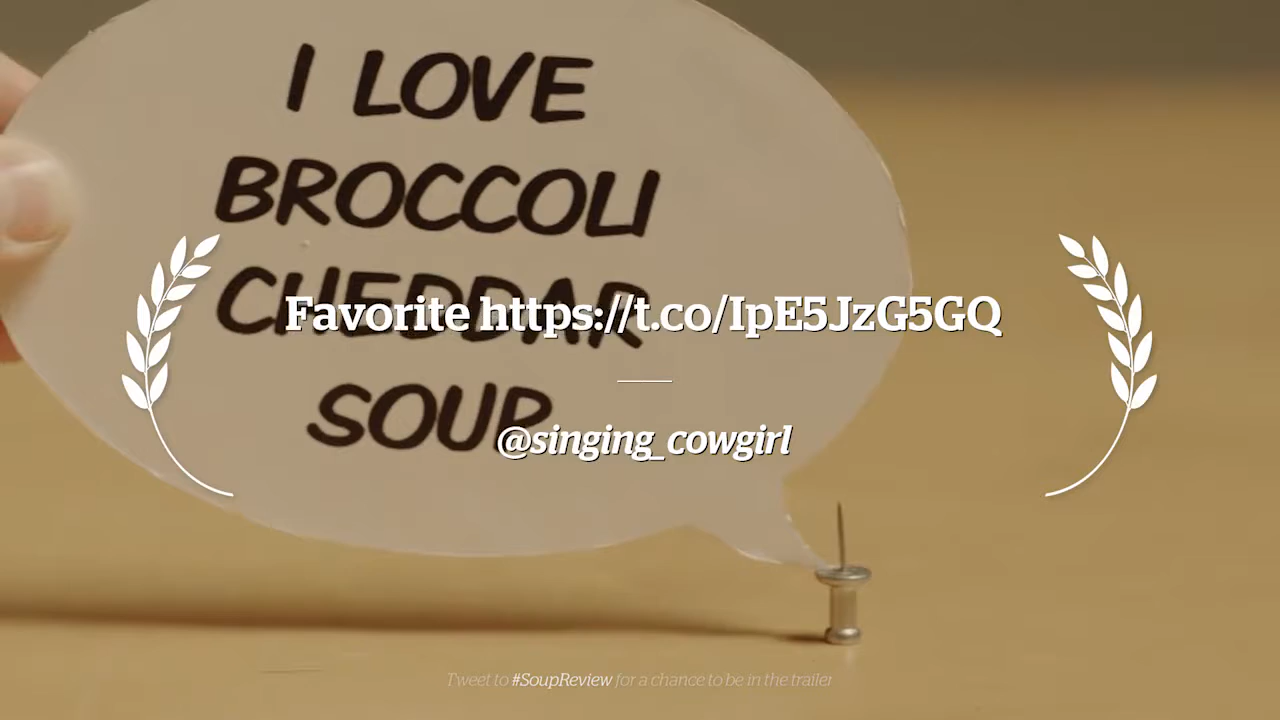 I LOVE
BROCCOLI
CHEDDAR
SOUP
Favorite https://t.co/IpE5JzG5GQ
@singing_cowgirl
Tweet to #SoupReview for a chance to be in the trailer